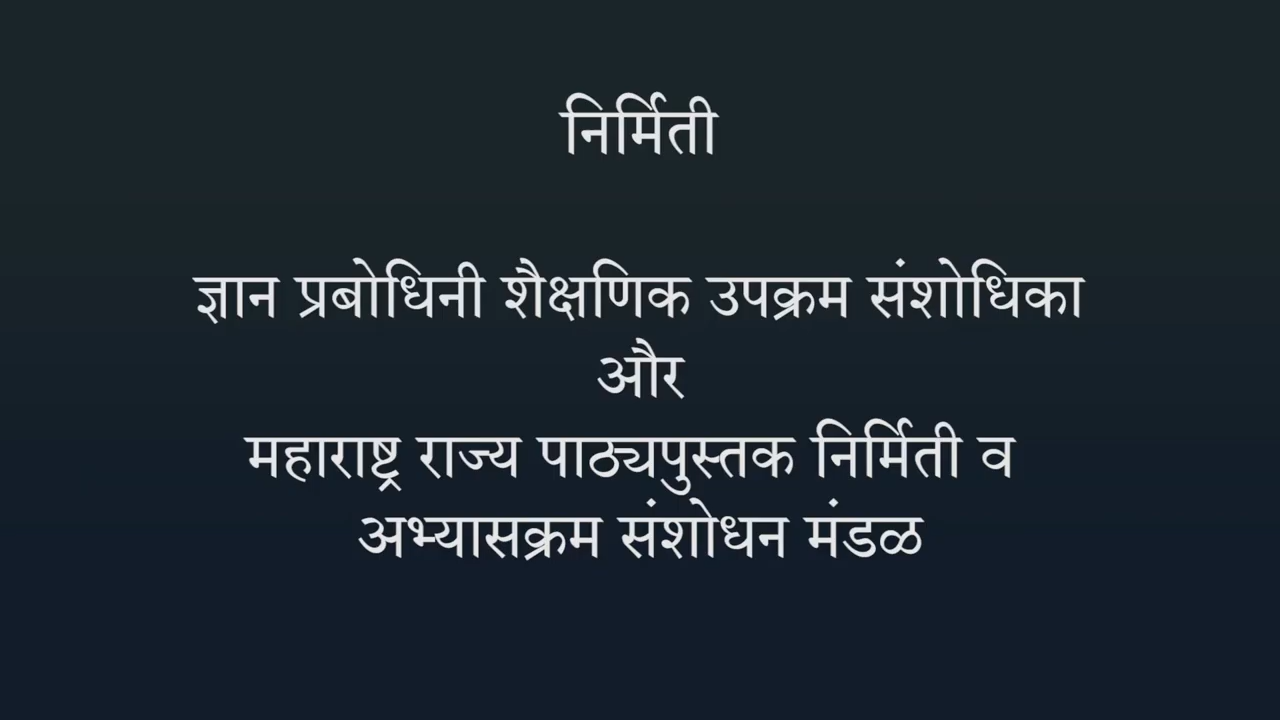 निर्मिती
ज्ञान प्रबोधिनी शैक्षणिक उपक्रम संशोधिका
और
महाराष्ट्र राज्य पाठ्यपुस्तक निर्मिती व
अभ्यासक्रम संशोधन मंडळ